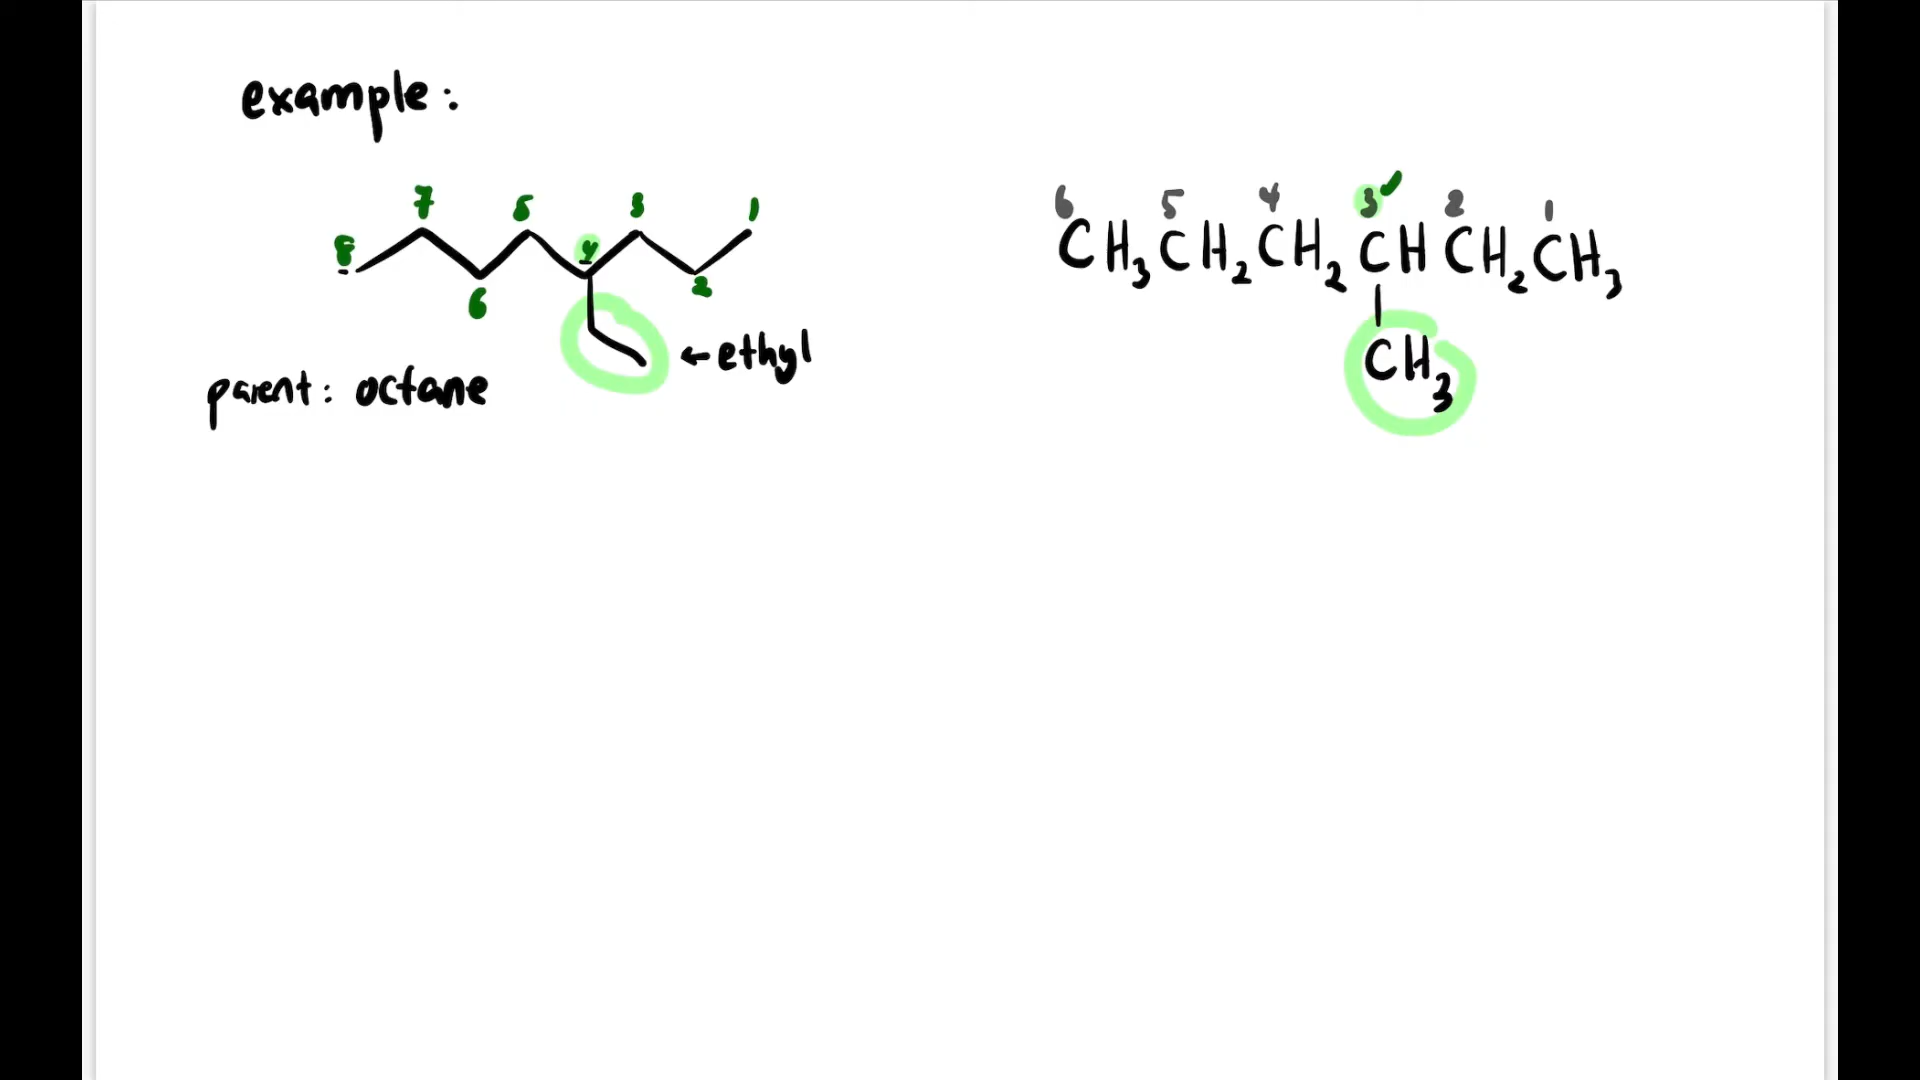 example:
7 5 3 1
8 4
6 2
← ethyl
parent: octane
6 5 4 3 ✓ 2 1
CH₃CH₂CH₂CHCH₂CH₃
CH₃